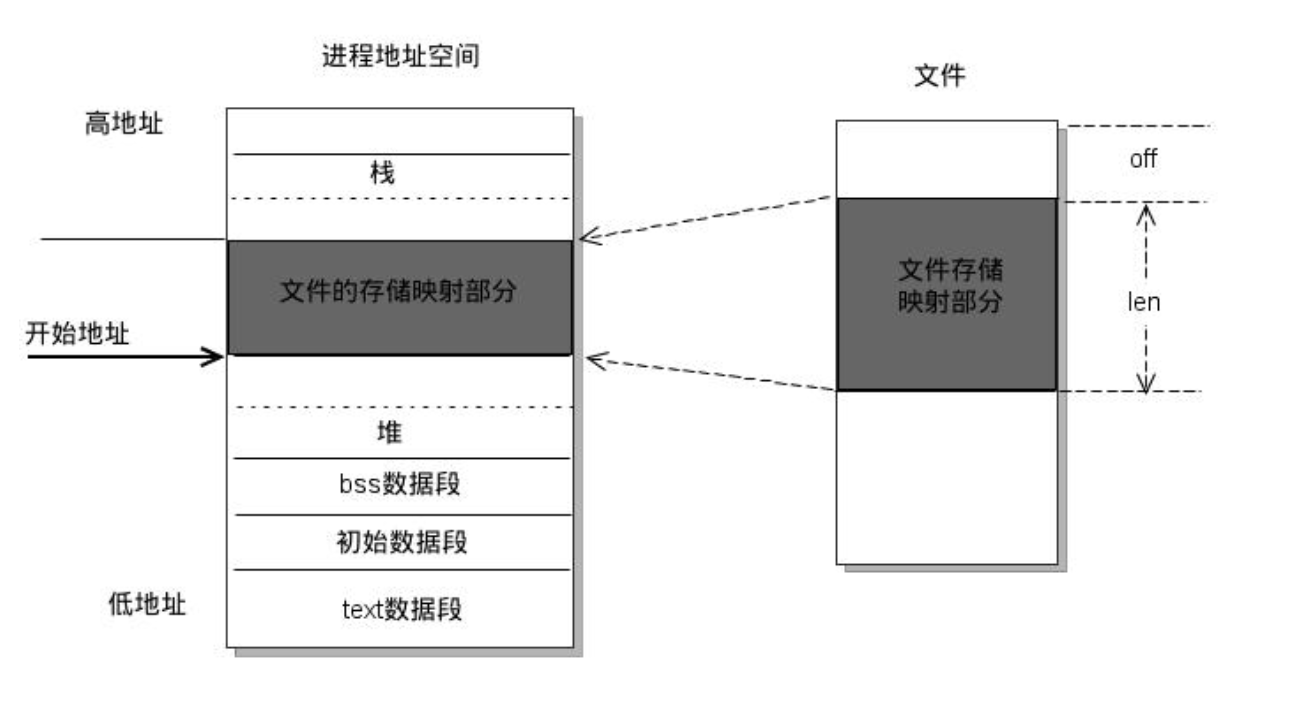 进程地址空间
文件
高地址
栈
off
文件的存储映射部分
文件存储
映射部分
len
开始地址
堆
bss数据段
初始数据段
低地址
text数据段